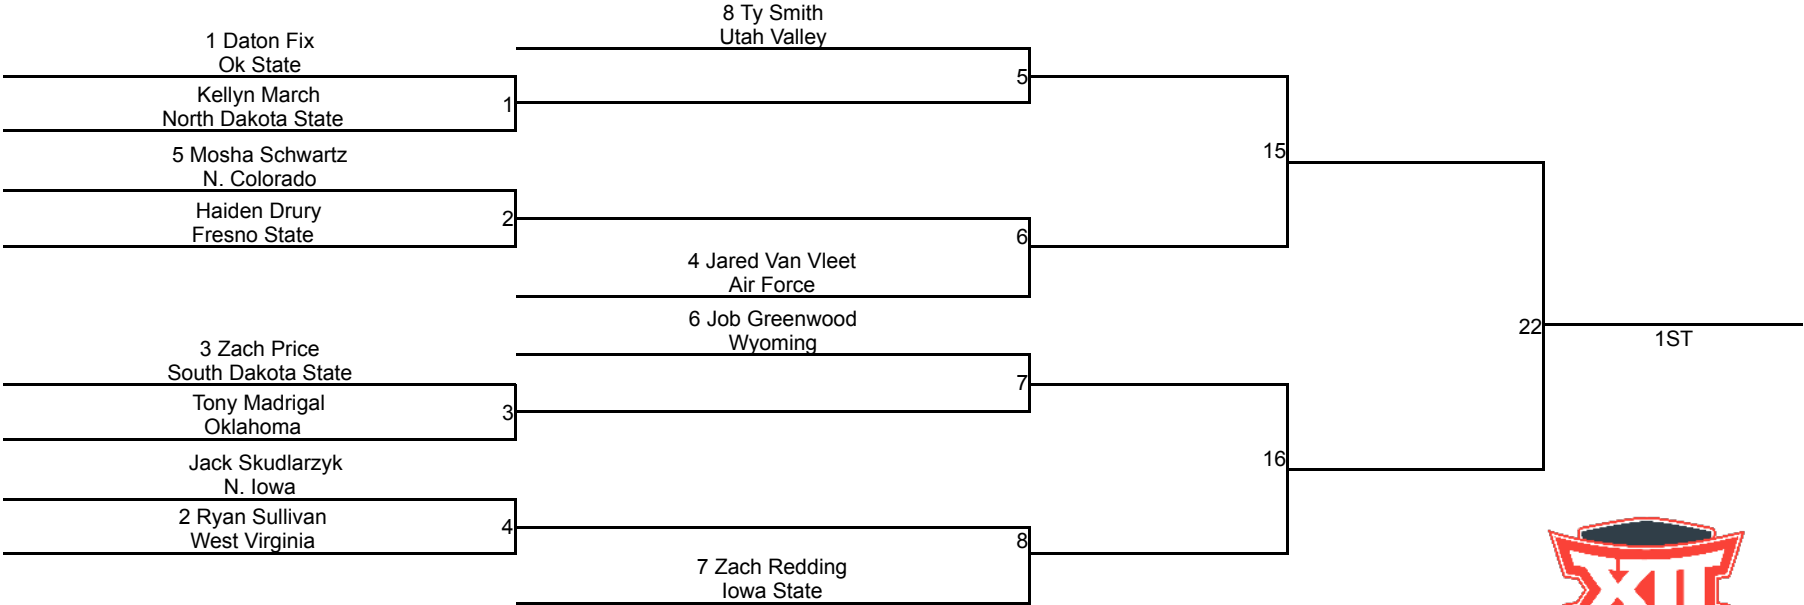 8 Ty Smith
Utah Valley
1 Daton Fix
Ok State
Kellyn March
North Dakota State
1
5
5 Mosha Schwartz
N. Colorado
Haiden Drury
Fresno State
2
6
4 Jared Van Vleet
Air Force
15
6 Job Greenwood
Wyoming
3 Zach Price
South Dakota State
Tony Madrigal
Oklahoma
3
7
Jack Skudlarzyk
N. Iowa
2 Ryan Sullivan
West Virginia
4
8
7 Zach Redding
Iowa State
16
22
1ST
XII